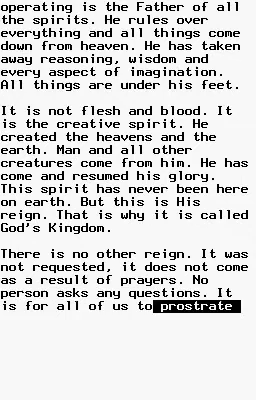 operating is the Father of all
the spirits. He rules over
everything and all things come
down from heaven. He has taken
away reasoning, wisdom and
every aspect of imagination.
All things are under his feet.

It is not flesh and blood. It
is the creative spirit. He
created the heavens and the
earth. Man and all other
creatures come from him. He has
come and resumed his glory.
This spirit has never been here
on earth. But this is His
reign. That is why it is called
God's Kingdom.

There is no other reign. It was
not requested, it does not come
as a result of prayers. No
person asks any questions. It
is for all of us to prostrate